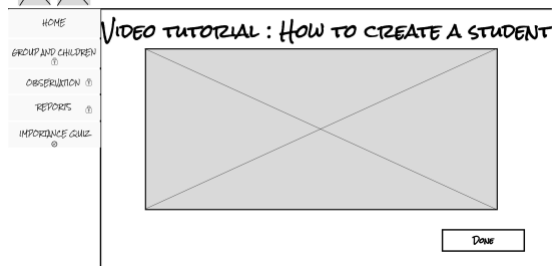 HOME
GROUP AND CHILDREN
OBSERVATION
REPORTS
IMPORTANCE QUIZ
VIDEO TUTORIAL : HOW TO CREATE A STUDENT
DONE